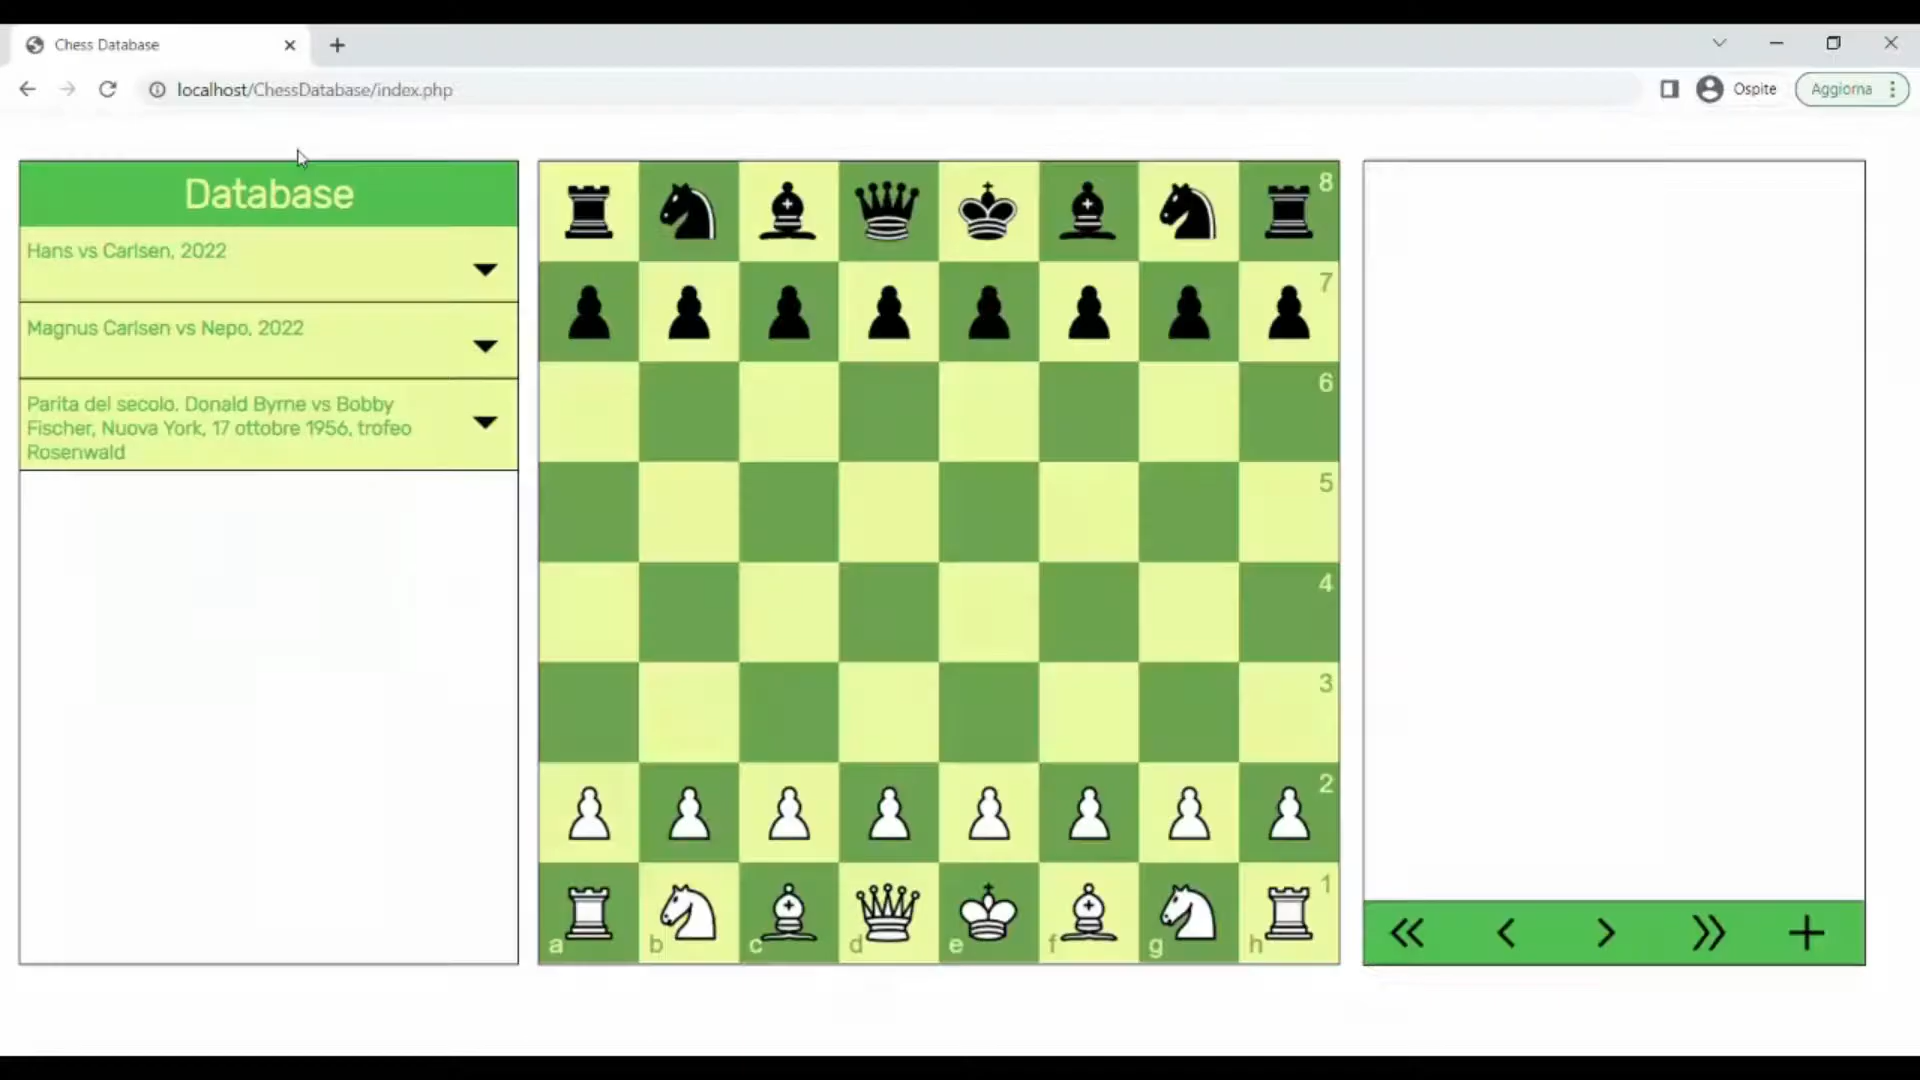 Chess Database
localhost/ChessDatabase/index.php
Ospite
Aggiorna
Database
Hans vs Carlsen, 2022
Magnus Carlsen vs Nepo, 2022
Parita del secolo. Donald Byrne vs Bobby
Fischer, Nuova York, 17 ottobre 1956, trofeo
Rosenwald
8
7
6
5
4
3
2
1
a b c d e f g h